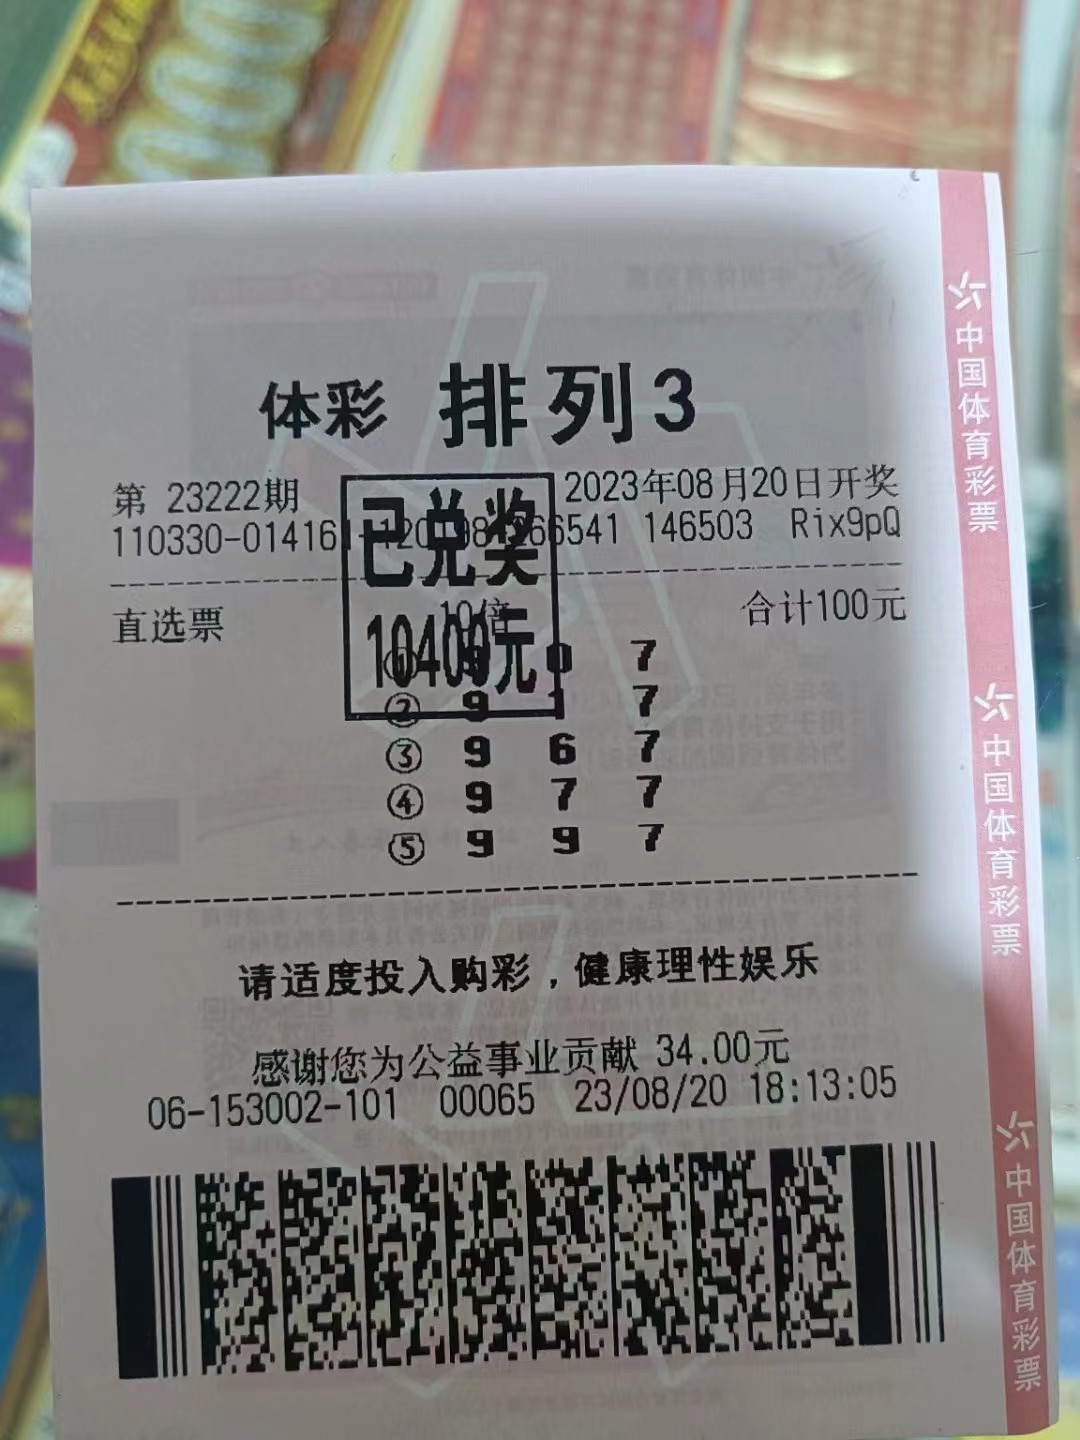 体彩 排列3
第 23222期
2023年08月20日开奖
110330-014161- 266541 146503 Rix9pQ
已兑奖
10400元
直选票
10倍
合计100元
① 9 0 7
② 9 1 7
③ 9 6 7
④ 9 7 7
⑤ 9 9 7
请适度投入购彩，健康理性娱乐
感谢您为公益事业贡献 34.00元
06-153002-101 00065 23/08/20 18:13:05
中国体育彩票
中国体育彩票
中国体育彩票